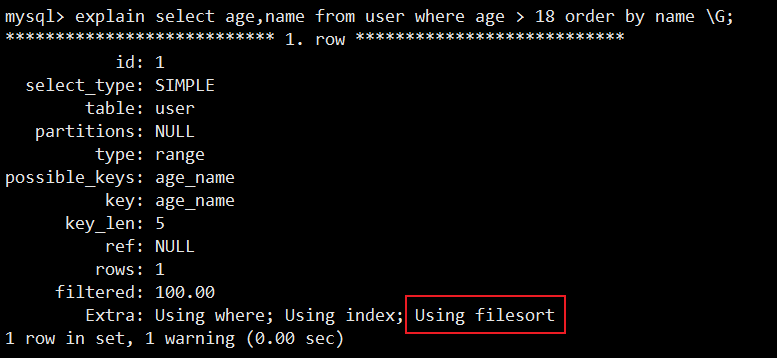 mysql> explain select age,name from user where age > 18 order by name \G;
*************************** 1. row ***************************
id: 1
select_type: SIMPLE
table: user
partitions: NULL
type: range
possible_keys: age_name
key: age_name
key_len: 5
ref: NULL
rows: 1
filtered: 100.00
Extra: Using where; Using index; Using filesort
1 row in set, 1 warning (0.00 sec)